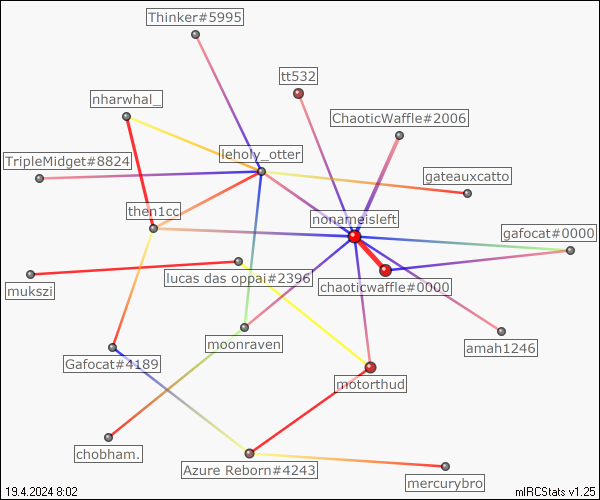 Thinker#5995
tt532
nharwhal_
ChaoticWaffle#2006
leholy_otter
TripleMidget#8824
gateauxcatto
then1cc
nonameisleft
gafocat#0000
mukszi
lucas das oppai#2396
chaoticwaffle#0000
moonraven
amah1246
Gafocat#4189
motorthud
chobham.
Azure Reborn#4243
mercurybro
19.4.2024 8:02
mIRCStats v1.25